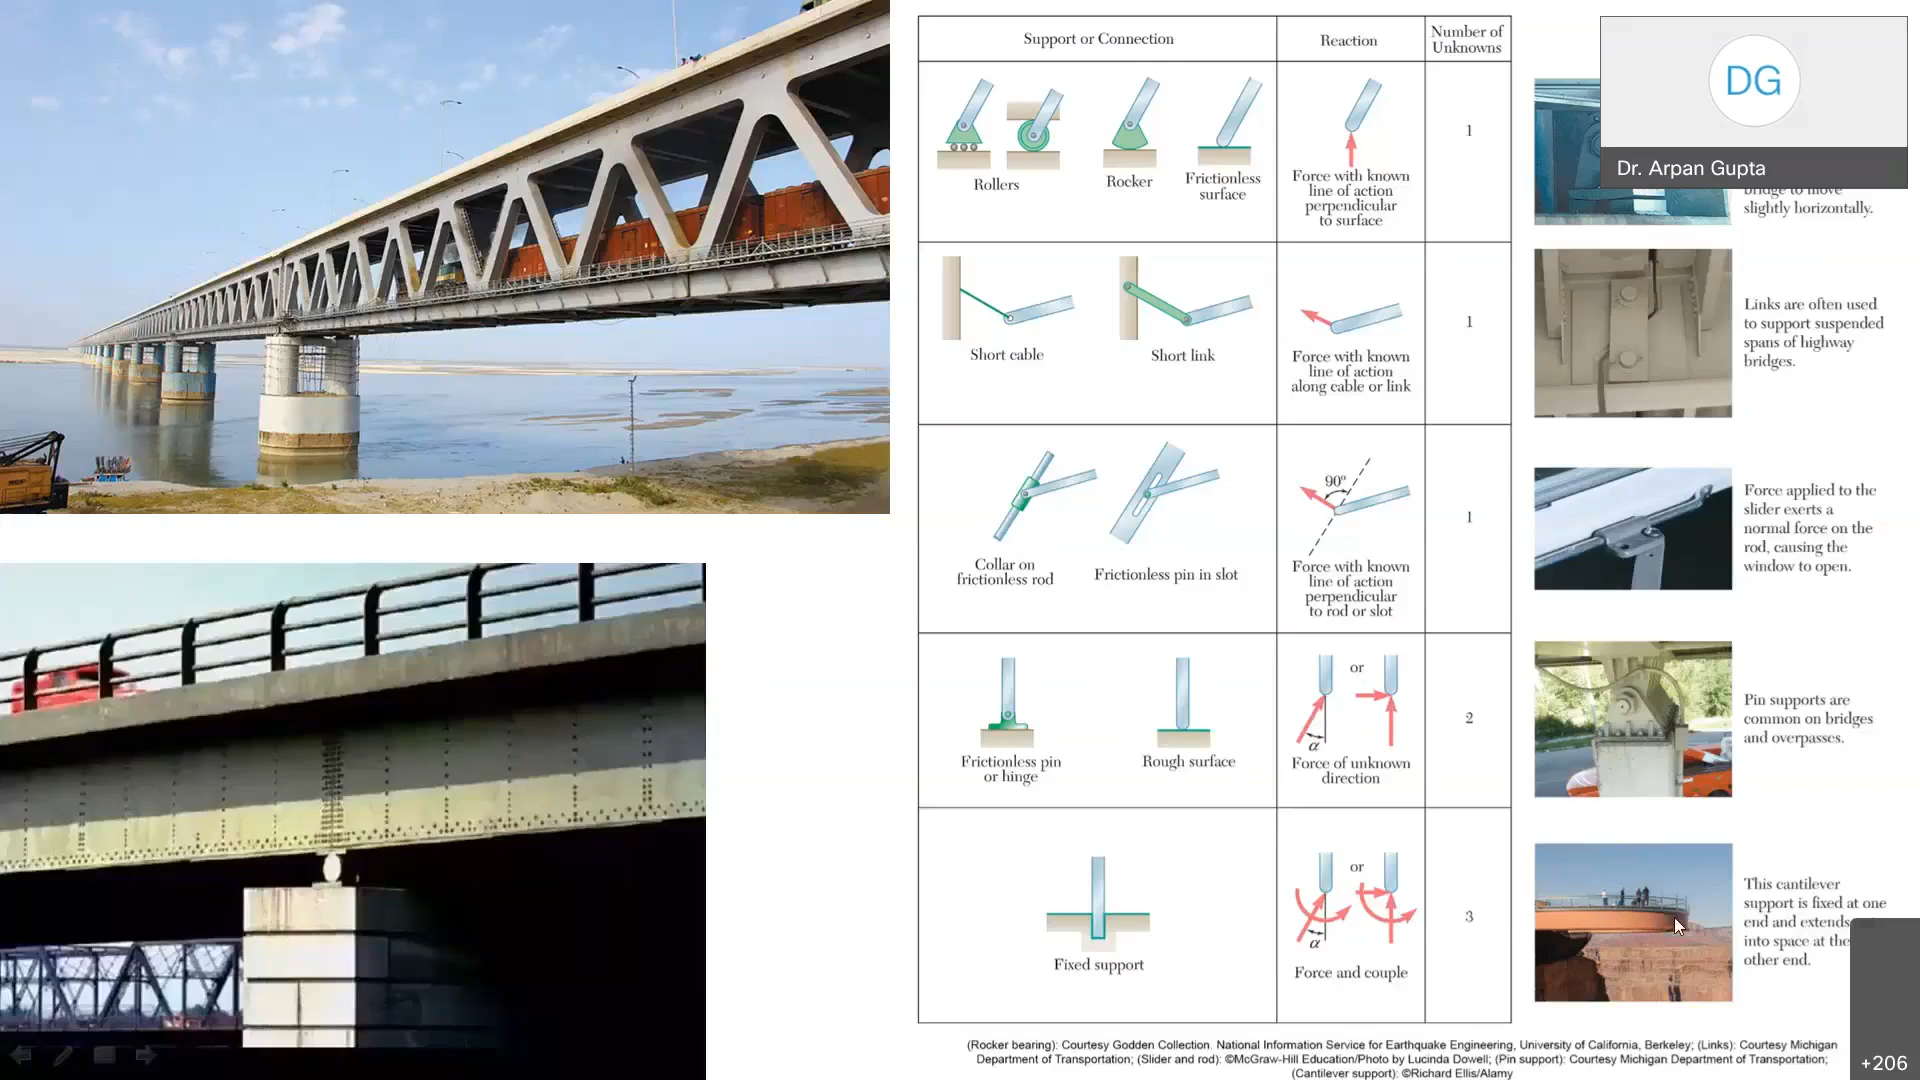 Support or Connection
Reaction
Number of
Unknowns
Rollers
Rocker
Frictionless
surface
Force with known
line of action
perpendicular
to surface
1
DG
Dr. Arpan Gupta
bridge to move
slightly horizontally.
Short cable
Short link
Force with known
line of action
along cable or link
1
Links are often used
to support suspended
spans of highway
bridges.
Collar on
frictionless rod
Frictionless pin in slot
90º
Force with known
line of action
perpendicular
to rod or slot
1
Force applied to the
slider exerts a
normal force on the
rod, causing the
window to open.
Frictionless pin
or hinge
Rough surface
or
α
Force of unknown
direction
2
Pin supports are
common on bridges
and overpasses.
Fixed support
or
α
Force and couple
3
This cantilever
support is fixed at one
end and extends
into space at the
other end.
(Rocker bearing): Courtesy Godden Collection. National Information Service for Earthquake Engineering, University of California, Berkeley; (Links): Courtesy Michigan
Department of Transportation; (Slider and rod): ©McGraw-Hill Education/Photo by Lucinda Dowell; (Pin support): Courtesy Michigan Department of Transportation;
(Cantilever support): ©Richard Ellis/Alamy
+206